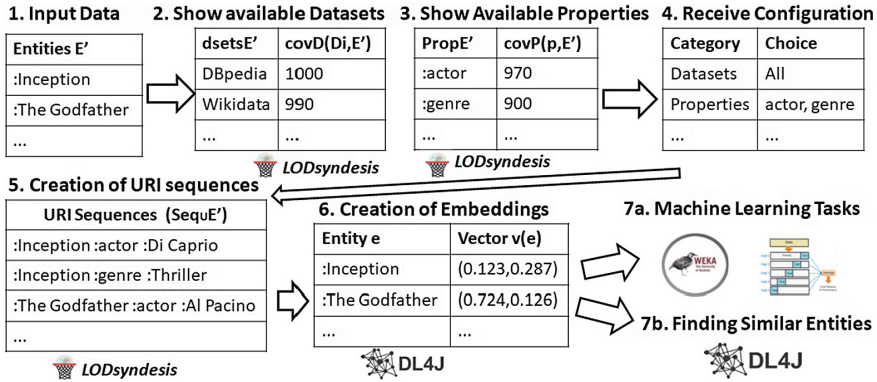 1. Input Data
Entities E'
:Inception
:The Godfather
...
2. Show available Datasets
dsetsE' covD(Di,E')
DBpedia 1000
Wikidata 990
... ...
LODsyndesis
3. Show Available Properties
PropE' covP(p,E')
:actor 970
:genre 900
... ...
LODsyndesis
4. Receive Configuration
Category Choice
Datasets All
Properties actor, genre
... ...
5. Creation of URI sequences
URI Sequences (SeqUE')
:Inception :actor :Di Caprio
:Inception :genre :Thriller
:The Godfather :actor :Al Pacino
...
LODsyndesis
6. Creation of Embeddings
Entity e Vector v(e)
:Inception (0.123,0.287)
:The Godfather (0.724,0.126)
... ...
DL4J
7a. Machine Learning Tasks
WEKA
7b. Finding Similar Entities
DL4J